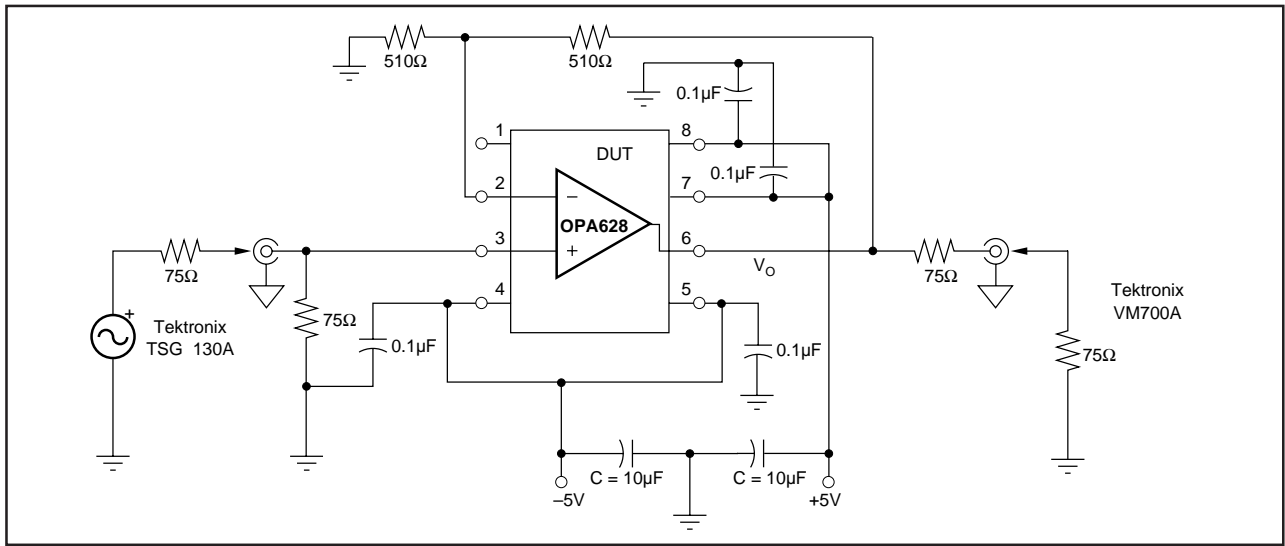 510Ω
510Ω
0.1µF
1
8
DUT
0.1µF
2
7
–
OPA628
3
6
+
75Ω
V_O
75Ω
4
5
Tektronix
VM700A
+
Tektronix
TSG 130A
75Ω
0.1µF
0.1µF
75Ω
C = 10µF
C = 10µF
–5V
+5V